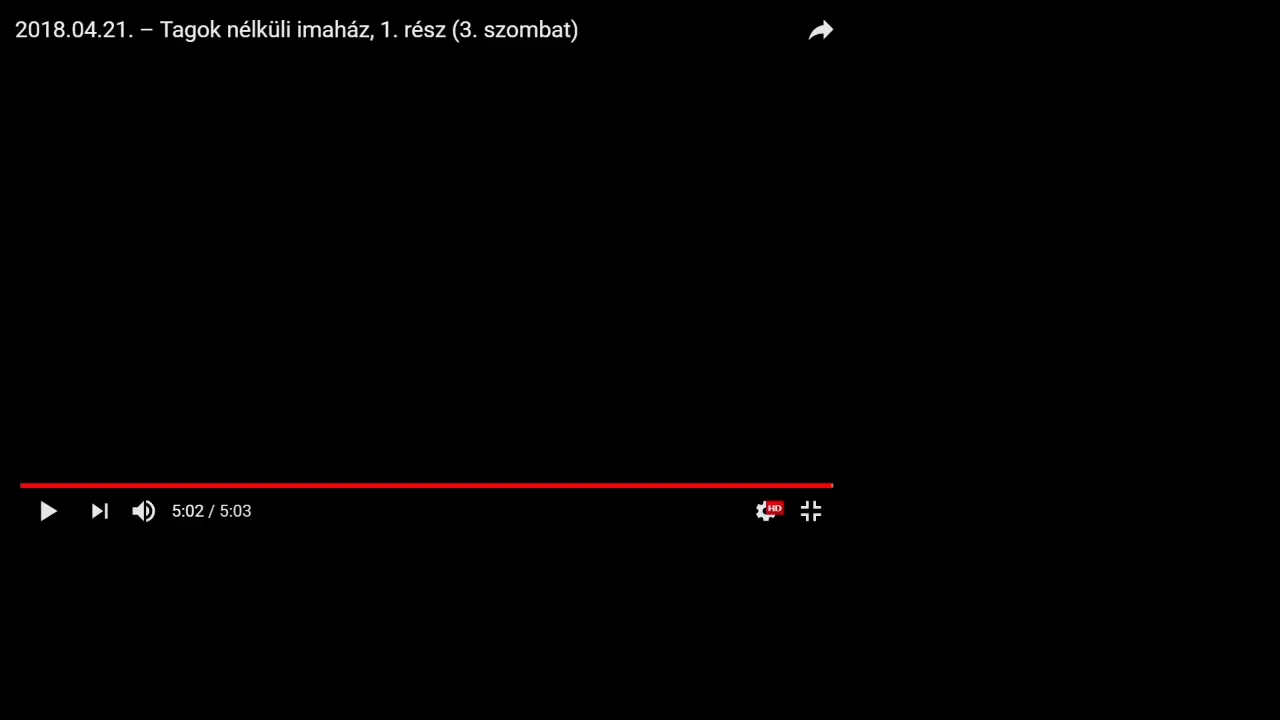 2018.04.21. – Tagok nélküli imaház, 1. rész (3. szombat)
5:02 / 5:03
HD